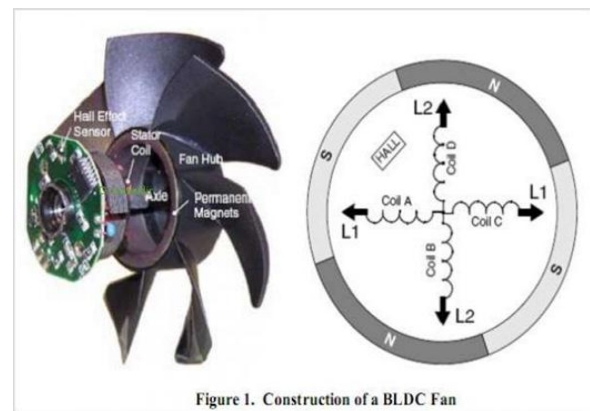 Hall Effect
Sensor
Stator
Coil
Fan Hub
Axle
Permanent
Magnets
N
S
L2
HALL
Coil D
Coil A
Coil C
L1
L1
Coil B
S
N
L2
Figure 1. Construction of a BLDC Fan